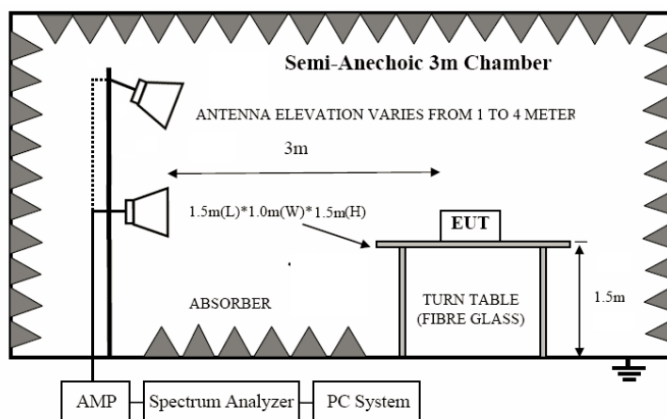 Semi-Anechoic 3m Chamber
ANTENNA ELEVATION VARIES FROM 1 TO 4 METER
3m
1.5m(L)*1.0m(W)*1.5m(H)
EUT
ABSORBER
TURN TABLE
(FIBRE GLASS)
1.5m
AMP
Spectrum Analyzer
PC System